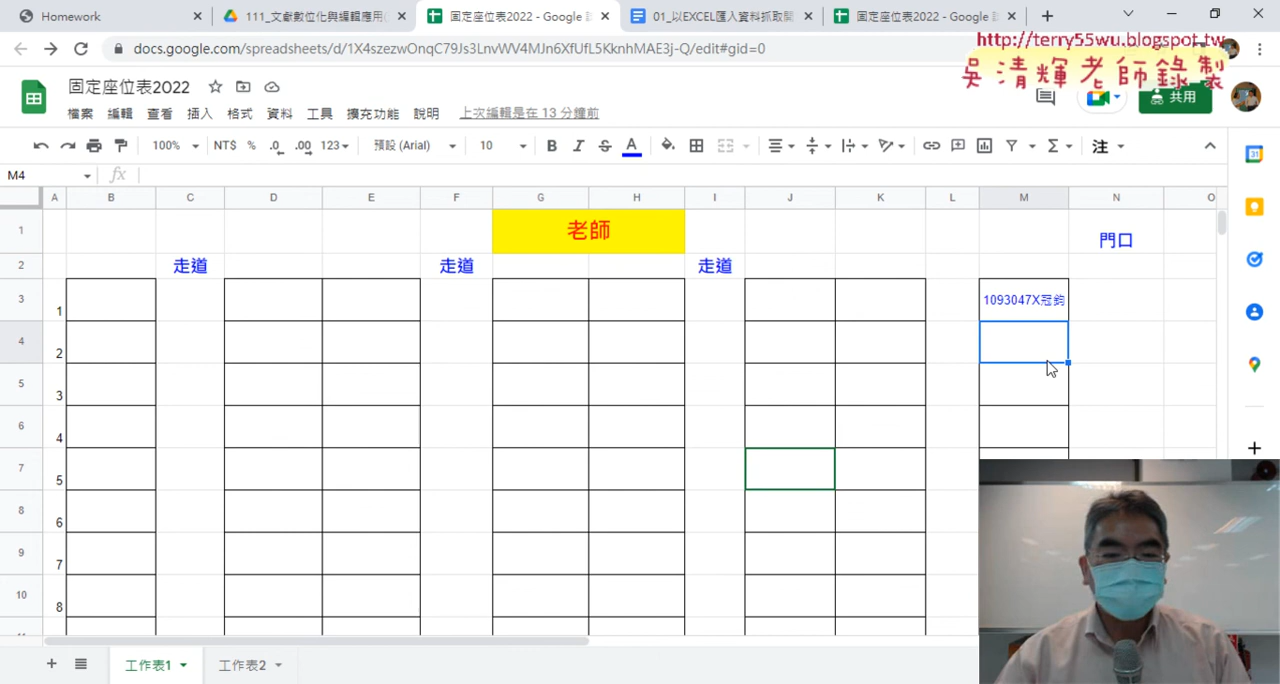 Homework
111_文獻數位化與編輯應用(
固定座位表2022 - Google 試
01_以EXCEL匯入資料抓取開
固定座位表2022 - Google 試
docs.google.com/spreadsheets/d/1X4szezwOnqC79Js3LnvWV4MJn6XfUfL5KknhMAE3j-Q/edit#gid=0
http://terry55wu.blogspot.tw
吳清輝老師錄製
固定座位表2022
檔案 編輯 查看 插入 格式 資料 工具 擴充功能 說明 上次編輯是在 13 分鐘前
共用
100% NT$ % .0 .00 123 預設 (Arial) 10 B I S A Σ 注
M4 fx
A B C D E F G H I J K L M N O
1 老師 門口
2 走道 走道 走道
3 1 1093047X冠鈞
4 2
5 3
6 4
7 5
8 6
9 7
10 8
工作表1 工作表2